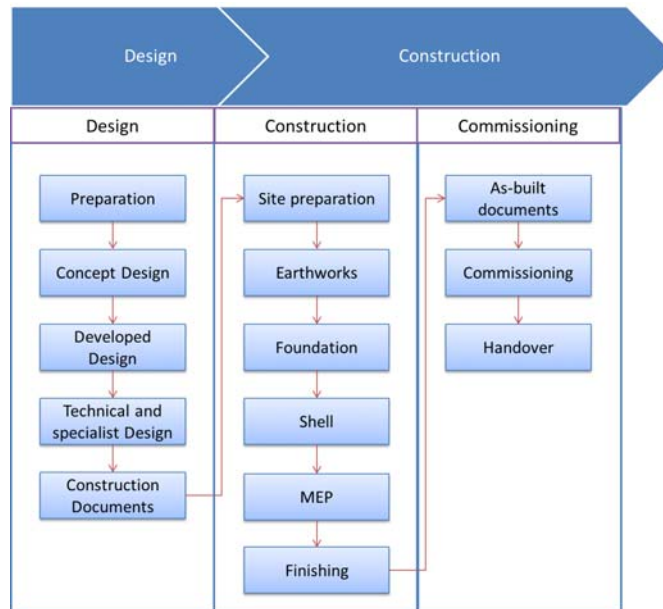 Design
Construction
Design
Construction
Commissioning
Preparation
Concept Design
Developed
Design
Technical and
specialist Design
Construction
Documents
Site preparation
Earthworks
Foundation
Shell
MEP
Finishing
As-built
documents
Commissioning
Handover